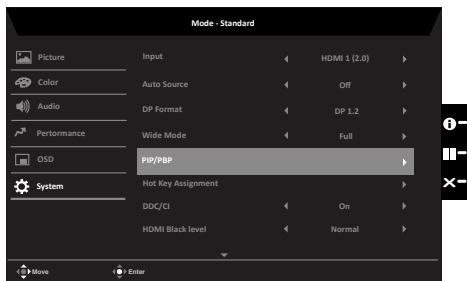 Mode - Standard
Picture
Color
Audio
Pertormance
OSD
System
Input HDMI 1 (2.0)
Auto Source Off
DP Format DP 1.2
Wide Mode Full
PIP/PBP
Hot Key Assignment
DDC/CI On
HDMI Black level Normal
Move Enter